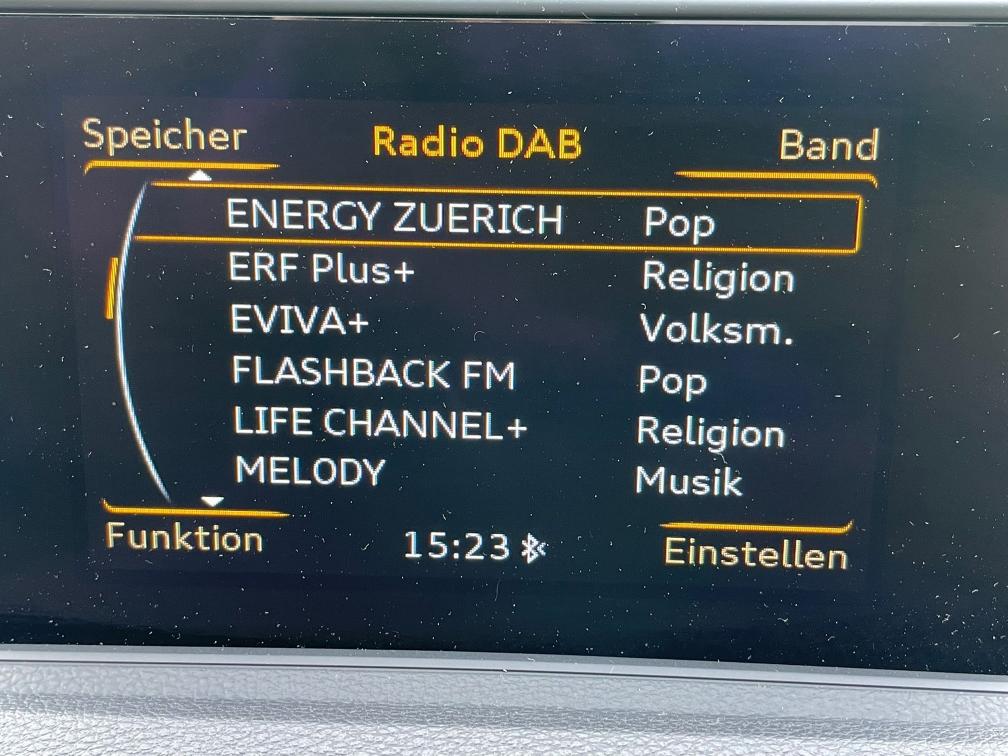 Speicher Radio DAB Band
ENERGY ZUERICH Pop
ERF Plus+ Religion
EVIVA+ Volksm.
FLASHBACK FM Pop
LIFE CHANNEL+ Religion
MELODY Musik
Funktion 15:23 Einstellen